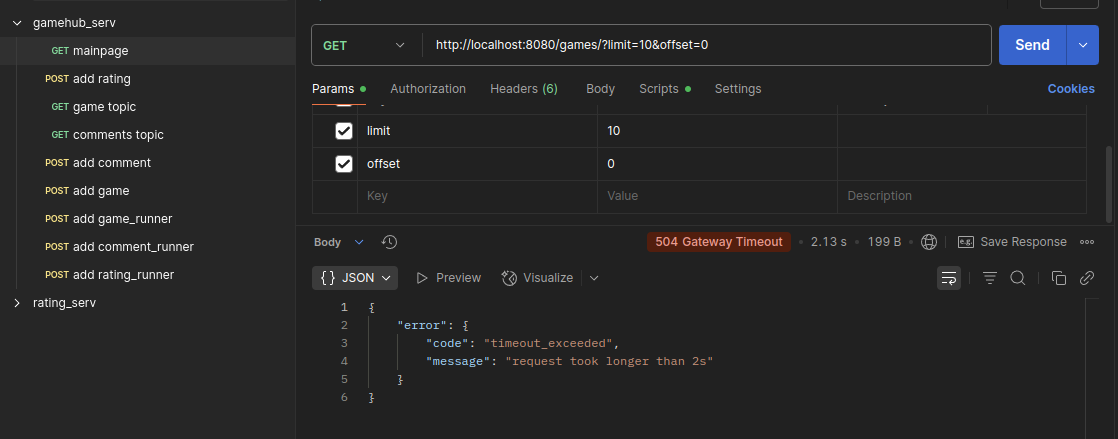 gamehub_serv
GET mainpage
POST add rating
GET game topic
GET comments topic
POST add comment
POST add game
POST add game_runner
POST add comment_runner
POST add rating_runner
rating_serv
GET http://localhost:8080/games/?limit=10&offset=0 Send
Params Authorization Headers (6) Body Scripts Settings Cookies
limit 10
offset 0
Key Value Description
Body 504 Gateway Timeout • 2.13 s • 199 B • e.g. Save Response
{} JSON Preview Visualize
1 {
2 "error": {
3 "code": "timeout_exceeded",
4 "message": "request took longer than 2s"
5 }
6 }